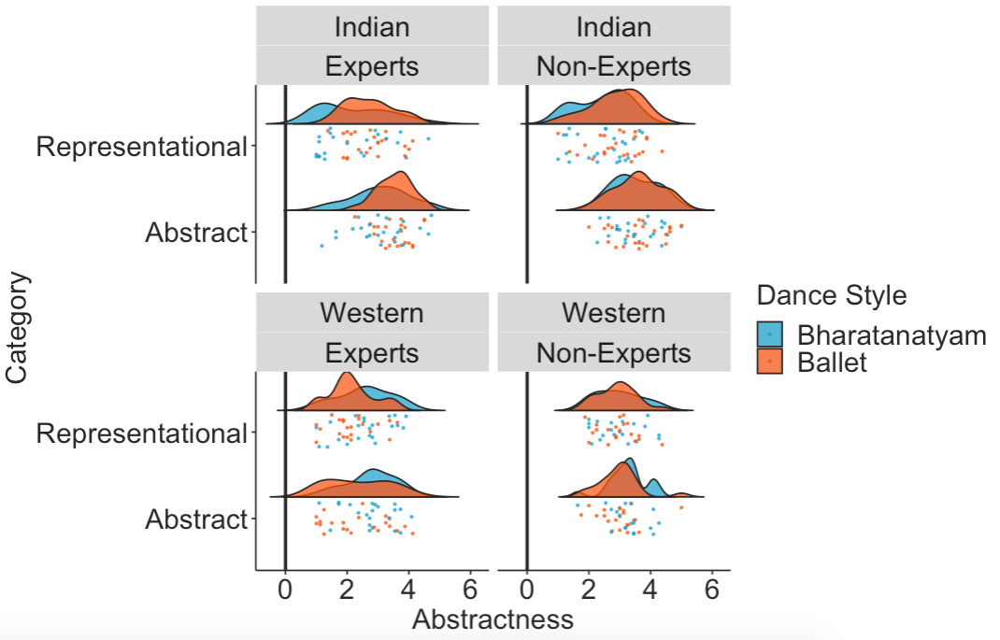 Indian
Indian
Experts
Non-Experts
Representational
Abstract
Western
Western
Experts
Non-Experts
Representational
Abstract
Category
0 2 4 6
0 2 4 6
Abstractness
Dance Style
Bharatanatyam
Ballet